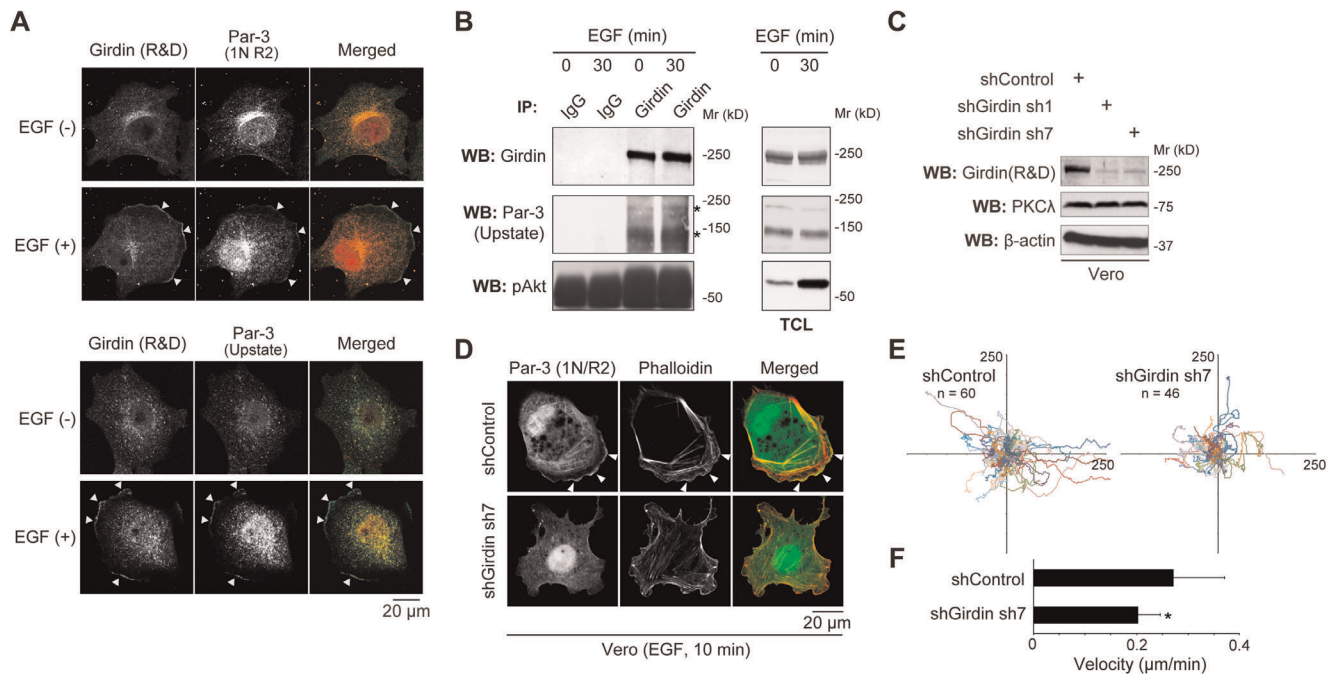 A
Girdin (R&D)
Par-3
(1N R2)
Merged
EGF (-)
EGF (+)
Girdin (R&D)
Par-3
(Upstate)
Merged
EGF (-)
EGF (+)
20 μm
B
EGF (min)
EGF (min)
0 30 0 30
0 30
IP: IgG IgG Girdin Girdin
Mr (kD)
Mr (kD)
WB: Girdin
-250
-250
WB: Par-3
(Upstate)
-250
*
-150
*
-250
-150
WB: pAkt
-50
-50
TCL
C
shControl +
shGirdin sh1 +
shGirdin sh7 +
Mr (kD)
WB: Girdin(R&D) -250
WB: PKCλ -75
WB: β-actin -37
Vero
D
Par-3 (1N/R2) Phalloidin Merged
shControl
shGirdin sh7
20 μm
Vero (EGF, 10 min)
E
250
shControl
n = 60
250
250
shGirdin sh7
n = 46
250
F
shControl
shGirdin sh7
*
0 0.2 0.4
Velocity (μm/min)